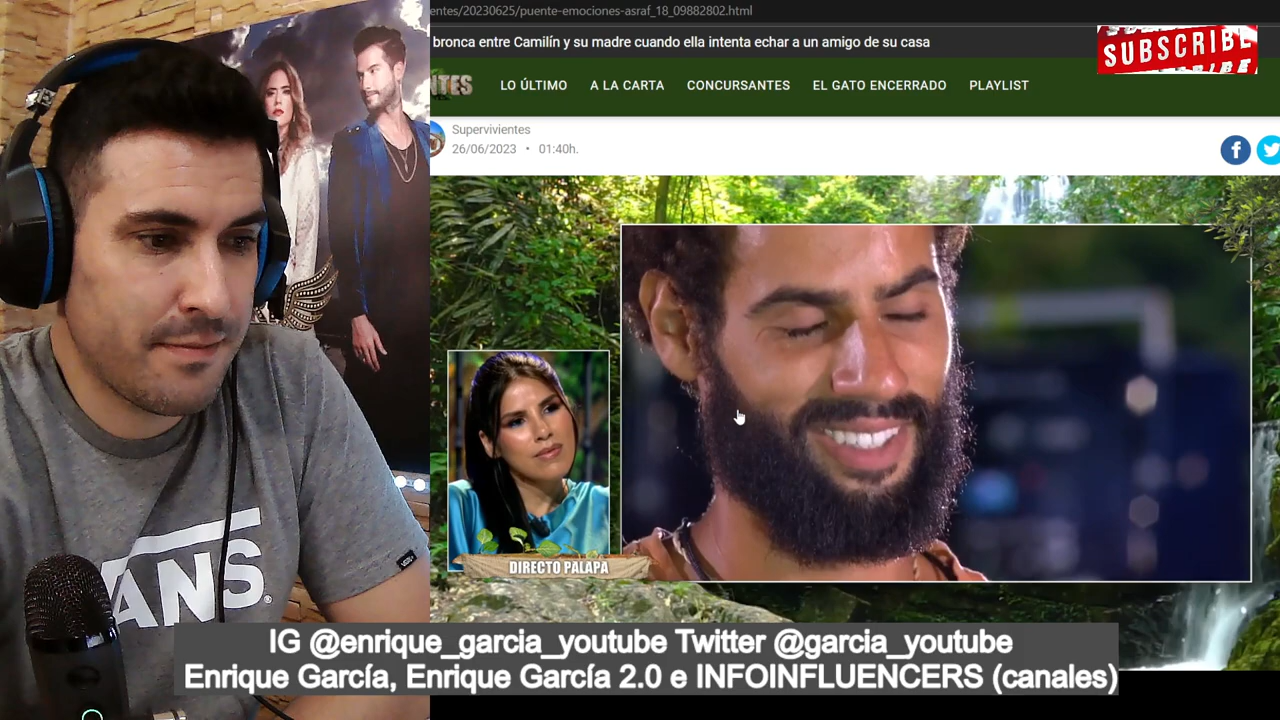 entes/20230625/puente-emociones-asraf_18_09882802.html
bronca entre Camilín y su madre cuando ella intenta echar a un amigo de su casa
SUBSCRIBE
NTES LO ÚLTIMO A LA CARTA CONCURSANTES EL GATO ENCERRADO PLAYLIST
Supervivientes
26/06/2023 • 01:40h.
DIRECTO PALAPA
VANS
IG @enrique_garcia_youtube Twitter @garcia_youtube
Enrique García, Enrique García 2.0 e INFOINFLUENCERS (canales)